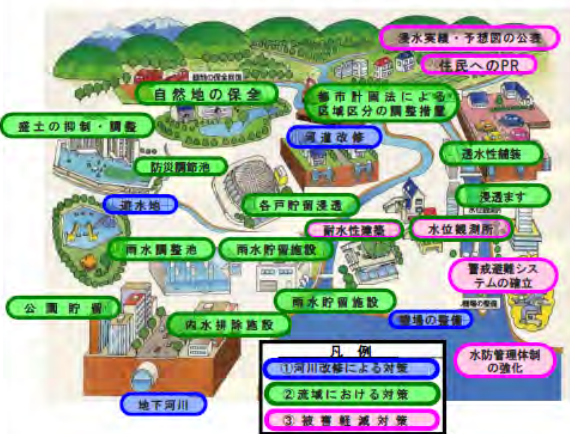 浸水実績・予想図の公表
住民へのPR
自然地の保全
都市計画法による
区域区分の調整措置
盛土の抑制・調整
河道改修
透水性舗装
防災調節池
各戸貯留浸透
浸透ます
遊水地
耐水性建築
水位観測所
雨水調整池
雨水貯留施設
警戒避難シス
テムの確立
公園貯留
雨水貯留施設
内水排除施設
機場の整備
機場の整備
水防管理体制
の強化
地下河川
凡例
①河川改修による対策
②流域における対策
③被害軽減対策